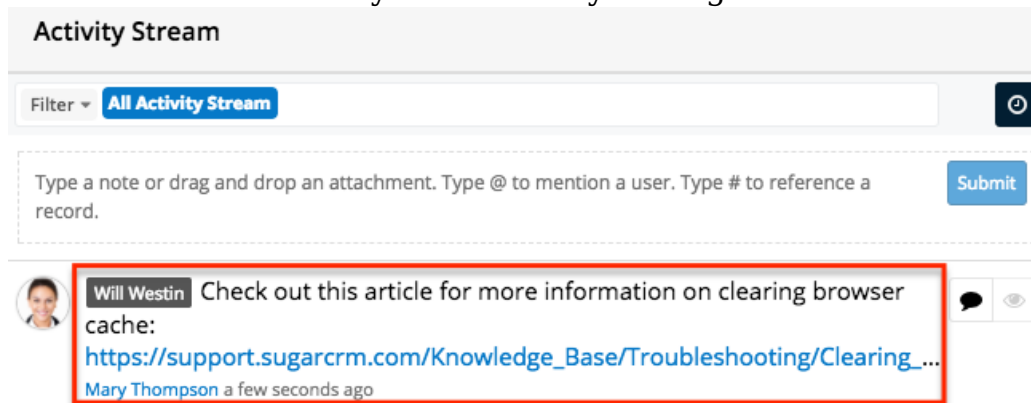 Activity Stream
Filter All Activity Stream
Type a note or drag and drop an attachment. Type @ to mention a user. Type # to reference a
Submit
record.
Will Westin Check out this article for more information on clearing browser
cache:
https://support.sugarcrm.com/Knowledge_Base/Troubleshooting/Clearing_...
Mary Thompson a few seconds ago